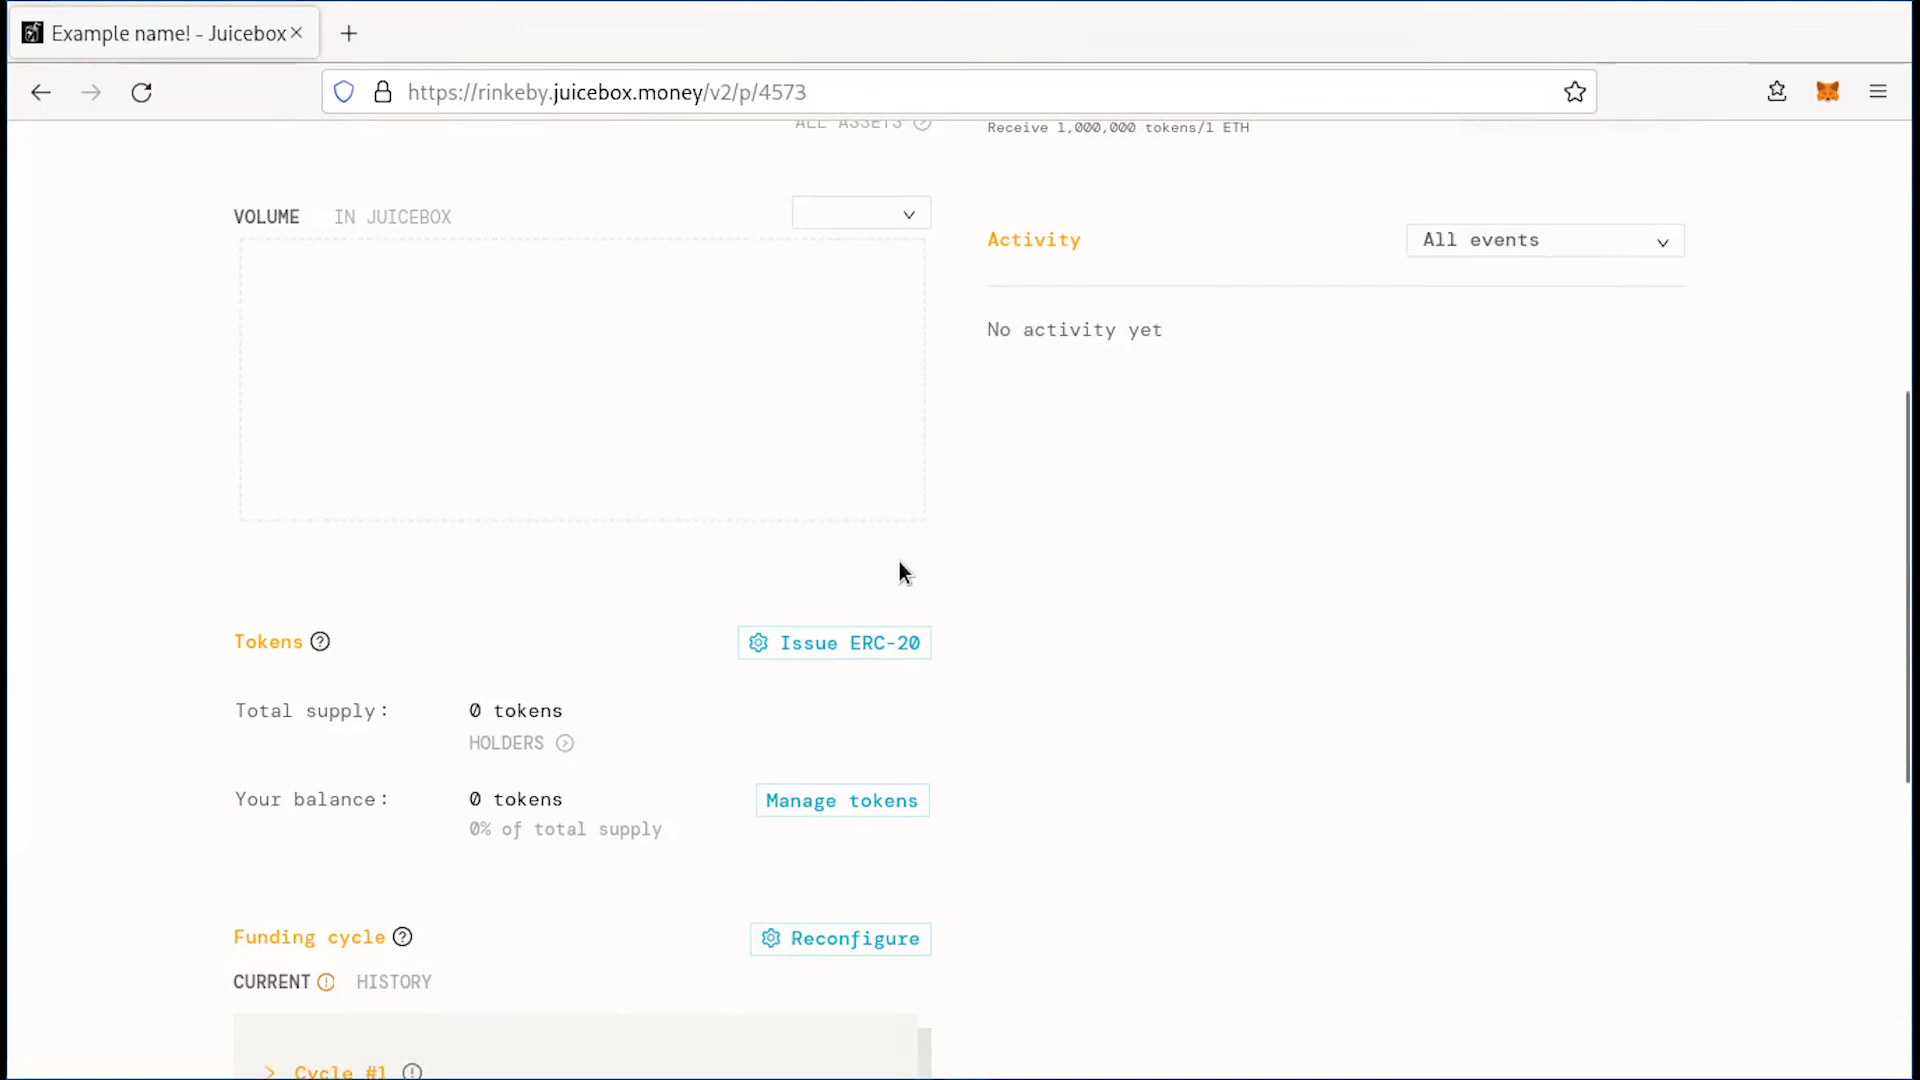 Example name! - Juicebox
https://rinkeby.juicebox.money/v2/p/4573
ALL ASSETS
Receive 1,000,000 tokens/1 ETH
VOLUME IN JUICEBOX
Activity
All events
No activity yet
Tokens
Issue ERC-20
Total supply: 0 tokens
HOLDERS
Your balance: 0 tokens
Manage tokens
0% of total supply
Funding cycle
Reconfigure
CURRENT HISTORY
Cycle #1